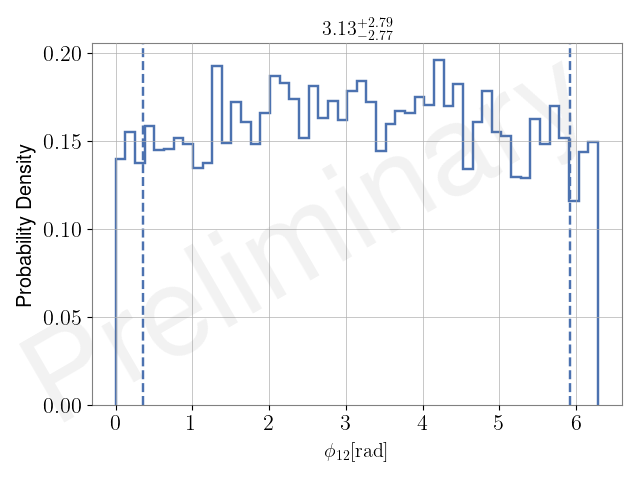 3.13^{+2.79}_{-2.77}
Probability Density
0.20
0.15
0.10
0.05
0.00
Preliminary
0 1 2 3 4 5 6
ϕ₁₂[rad]